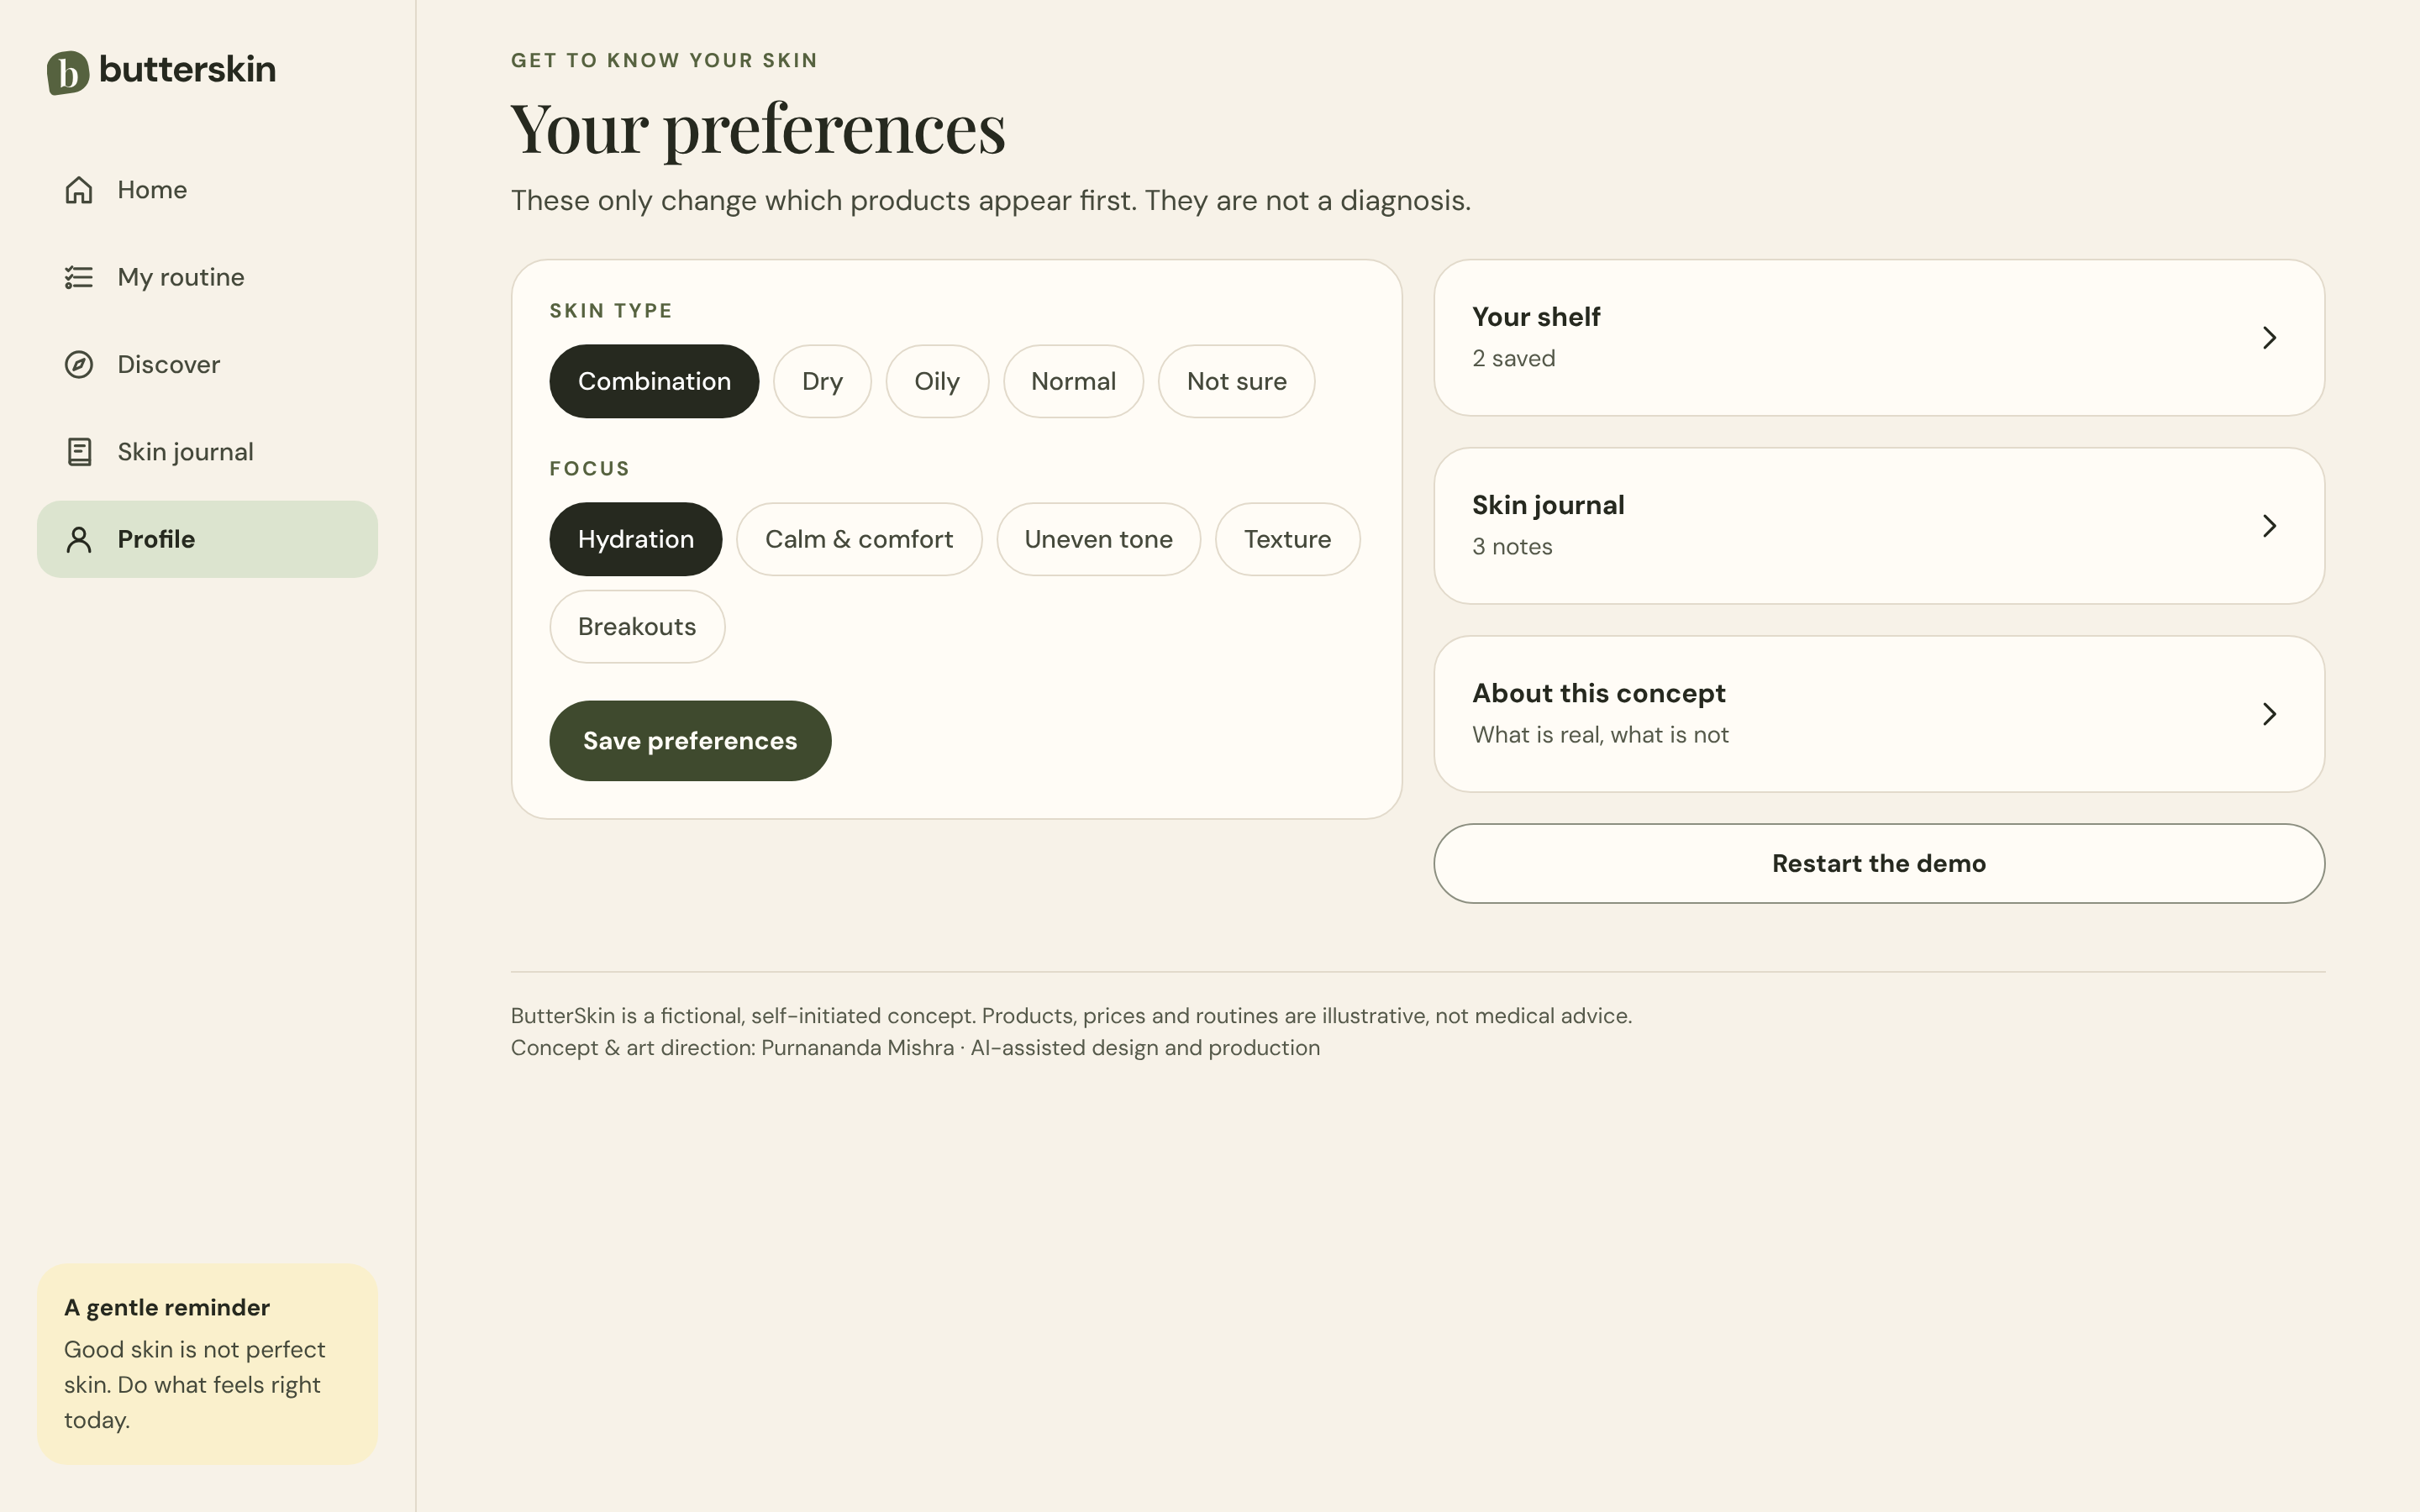 b butterskin
Home
My routine
Discover
Skin journal
Profile
A gentle reminder
Good skin is not perfect
skin. Do what feels right
today.
GET TO KNOW YOUR SKIN
Your preferences
These only change which products appear first. They are not a diagnosis.
SKIN TYPE
Combination Dry Oily Normal Not sure
FOCUS
Hydration Calm & comfort Uneven tone Texture
Breakouts
Save preferences
Your shelf
2 saved
Skin journal
3 notes
About this concept
What is real, what is not
Restart the demo
ButterSkin is a fictional, self-initiated concept. Products, prices and routines are illustrative, not medical advice.
Concept & art direction: Purnananda Mishra · AI-assisted design and production